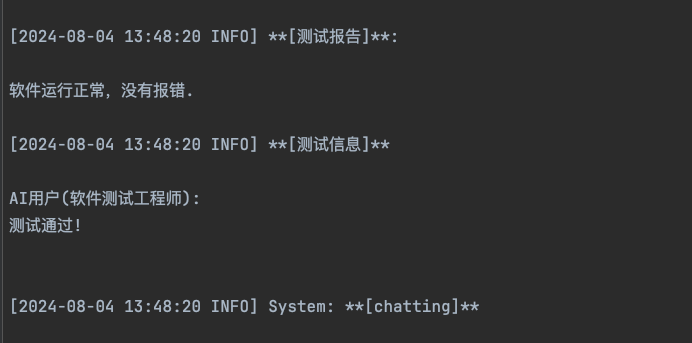 [2024-08-04 13:48:20 INFO] **[测试报告]**:
软件运行正常，没有报错.
[2024-08-04 13:48:20 INFO] **[测试信息]**
AI用户(软件测试工程师):
测试通过!
[2024-08-04 13:48:20 INFO] System: **[chatting]**